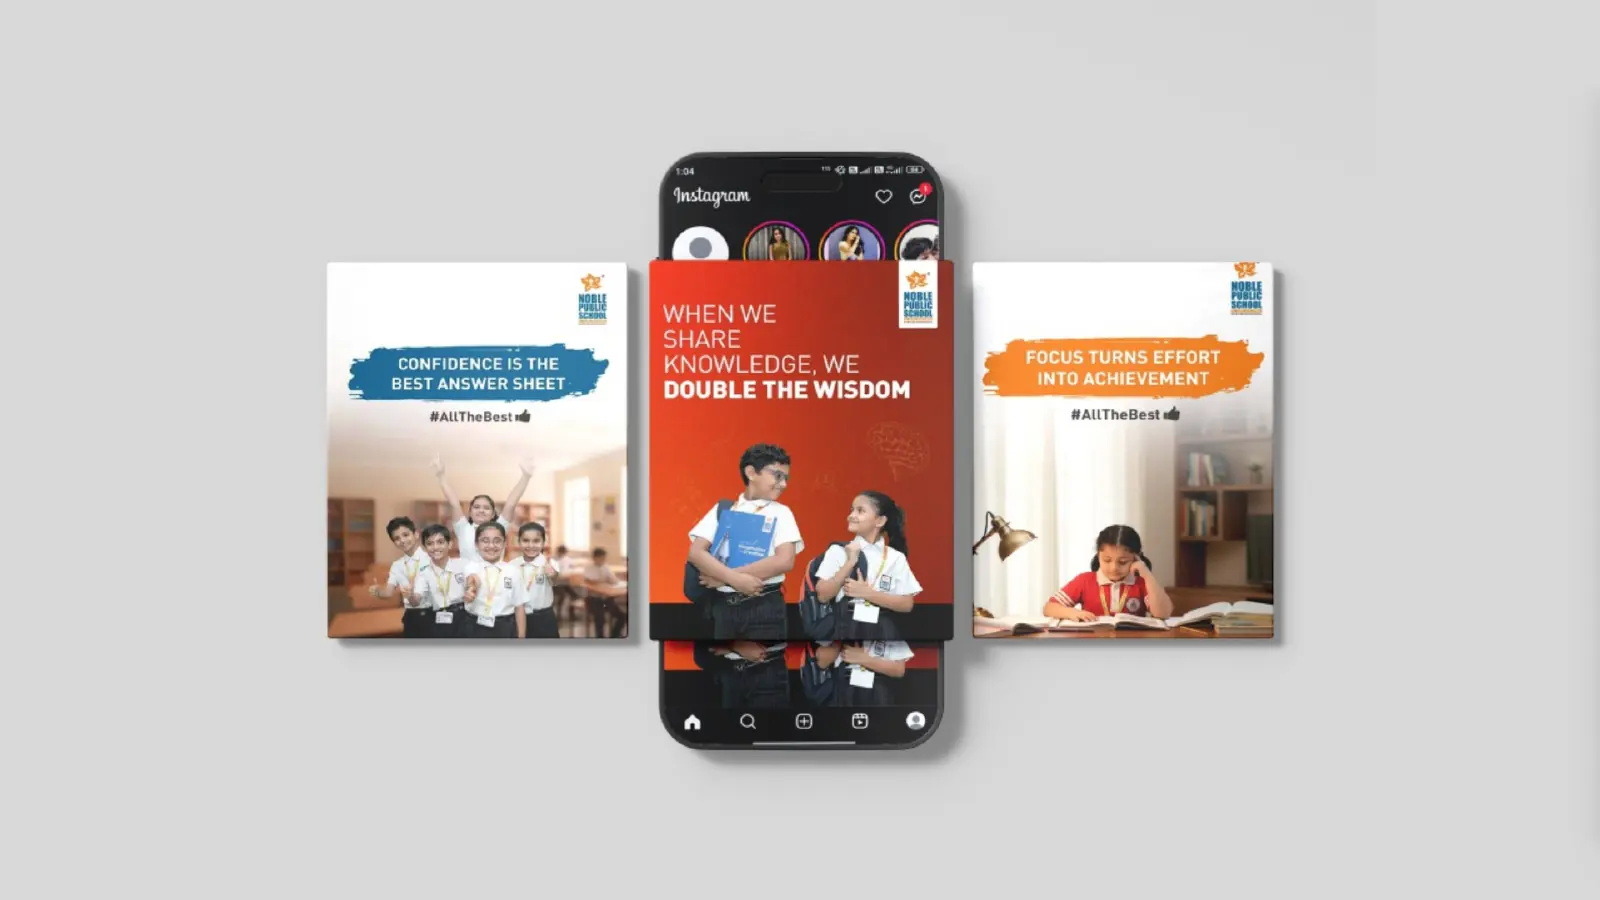 1:04
Instagram
1
NOBLE
PUBLIC
SCHOOL
CONFIDENCE IS THE
BEST ANSWER SHEET
#AllTheBest
NOBLE
PUBLIC
SCHOOL
WHEN WE
SHARE
KNOWLEDGE, WE
DOUBLE THE WISDOM
NOBLE
PUBLIC
SCHOOL
FOCUS TURNS EFFORT
INTO ACHIEVEMENT
#AllTheBest